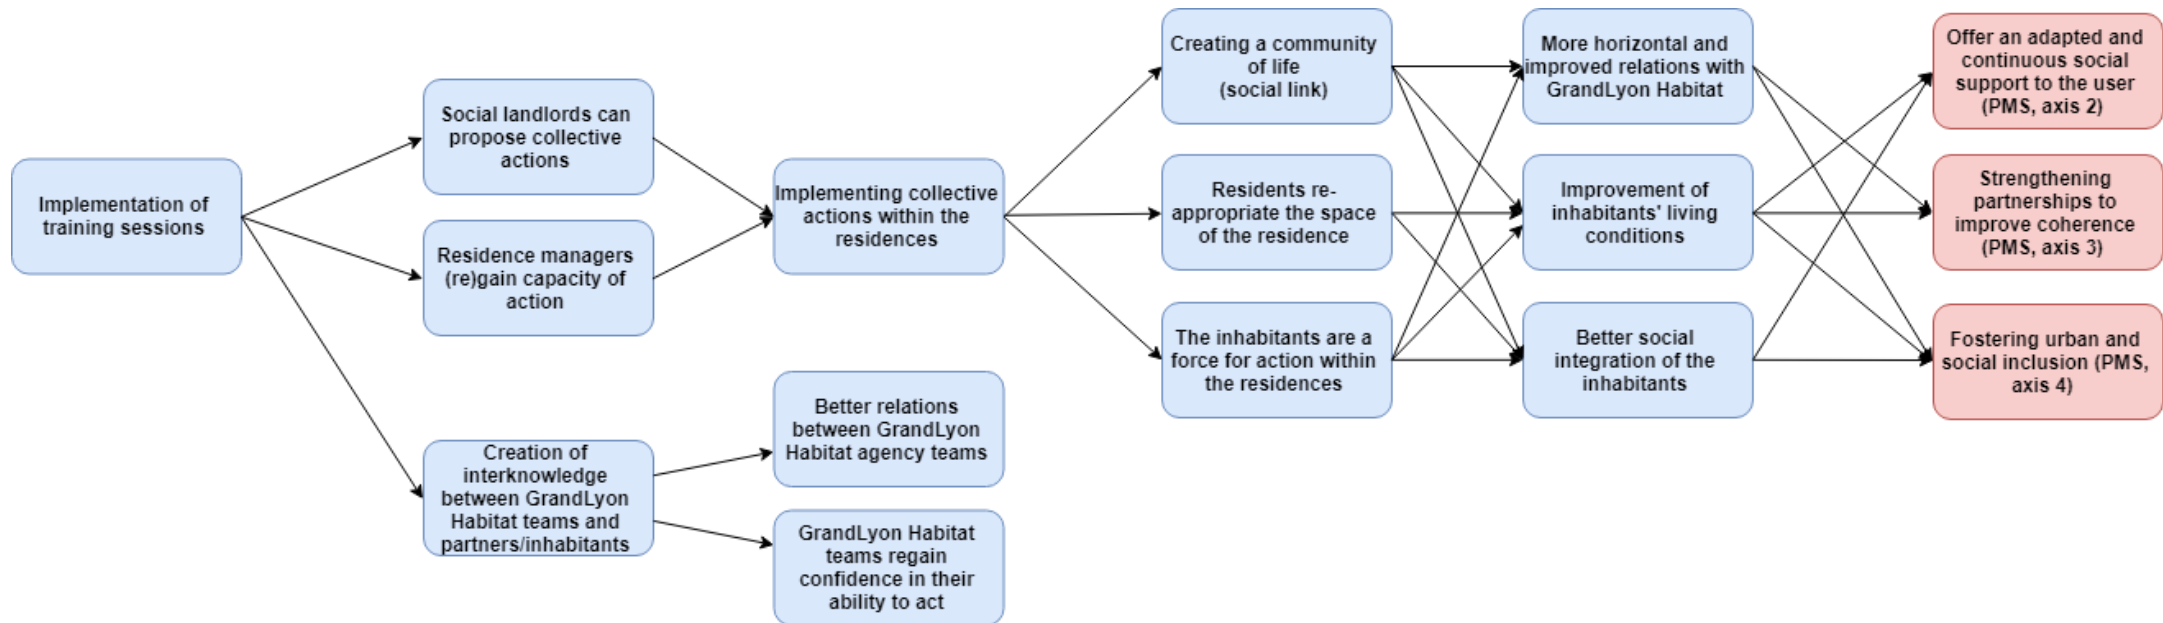 Implementation of
training sessions
Social landlords can
propose collective
actions
Residence managers
(re)gain capacity of
action
Creation of
interknowledge
between GrandLyon
Habitat teams and
partners/inhabitants
Implementing collective
actions within the
residences
Better relations
between GrandLyon
Habitat agency teams
GrandLyon Habitat
teams regain
confidence in their
ability to act
Creating a community
of life
(social link)
Residents re-
appropriate the space
of the residence
The inhabitants are a
force for action within
the residences
More horizontal and
improved relations with
GrandLyon Habitat
Improvement of
inhabitants' living
conditions
Better social
integration of the
inhabitants
Offer an adapted and
continuous social
support to the user
(PMS, axis 2)
Strengthening
partnerships to
improve coherence
(PMS, axis 3)
Fostering urban and
social inclusion (PMS,
axis 4)